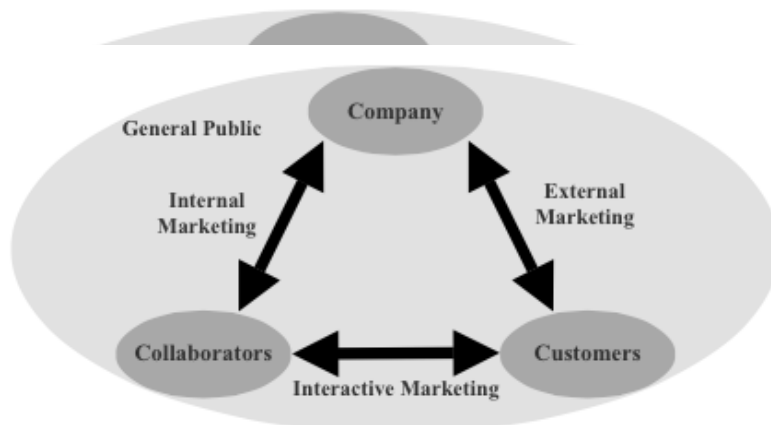 Company
General Public
Internal
Marketing
External
Marketing
Collaborators
Customers
Interactive Marketing